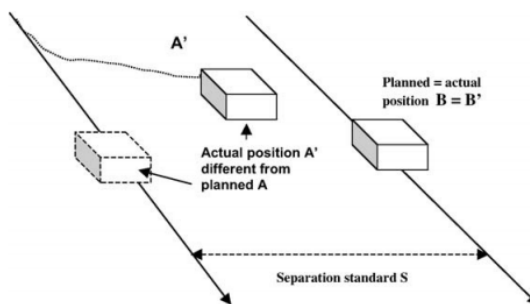 A’
Planned = actual
position B = B’
Actual position A’
different from
planned A
Separation standard S